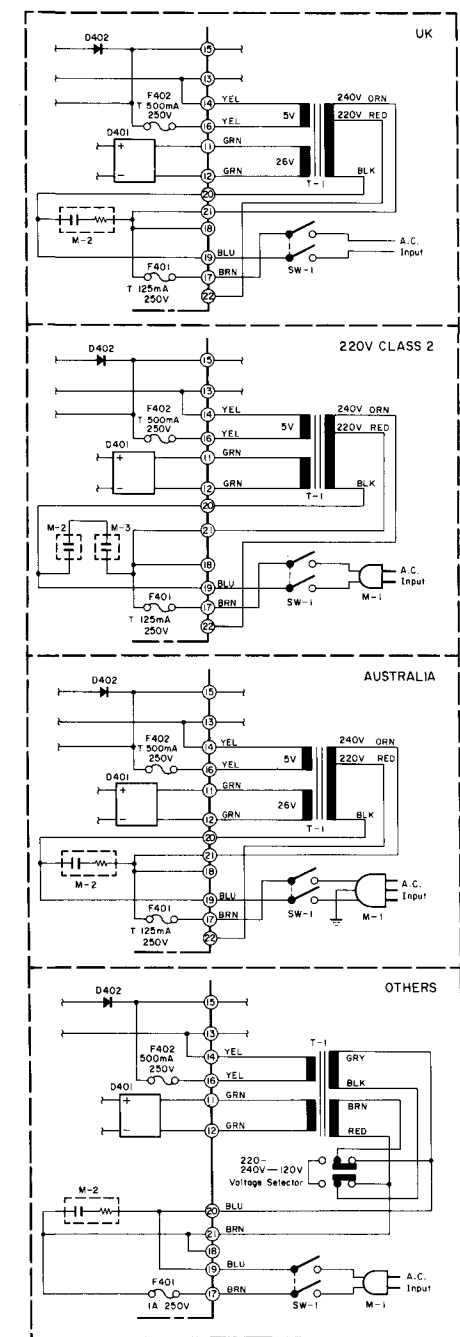 UK
D402
15
13
F402
T 500mA
250V
14 YEL
16 YEL
5V
240V ORN
220V RED
D401
+
−
11 GRN
12 GRN
26V
T-1
BLK
20
21
18
M-2
19 BLU
17 BRN
F401
T 125mA
250V
22
SW-1
A.C.
Input
220V CLASS 2
D402
15
13
F402
T 500mA
250V
14 YEL
16 YEL
5V
240V ORN
220V RED
D401
+
−
11 GRN
12 GRN
T-1
BLK
20
21
M-2 M-3
18
19 BLU
17 BRN
F401
T 125mA
250V
22
SW-1
M-1
A.C.
Input
AUSTRALIA
D402
15
13
F402
T 500mA
250V
14 YEL
16 YEL
5V
240V ORN
220V RED
D401
+
−
11 GRN
12 GRN
26V
T-1
BLK
20
21
18
M-2
19 BLU
17 BRN
F401
T 125mA
250V
22
SW-1
M-1
A.C.
Input
OTHERS
D402
15
13
F402
500mA
250V
14 YEL
16 YEL
T-1
GRY
BLK
D401
+
−
11 GRN
12 GRN
BRN
RED
220-
240V—120V
Voltage Selector
M-2
20 BLU
21 BRN
18
19 BLU
17 BRN
F401
1A 250V
SW-1
M-1
A.C.
Input